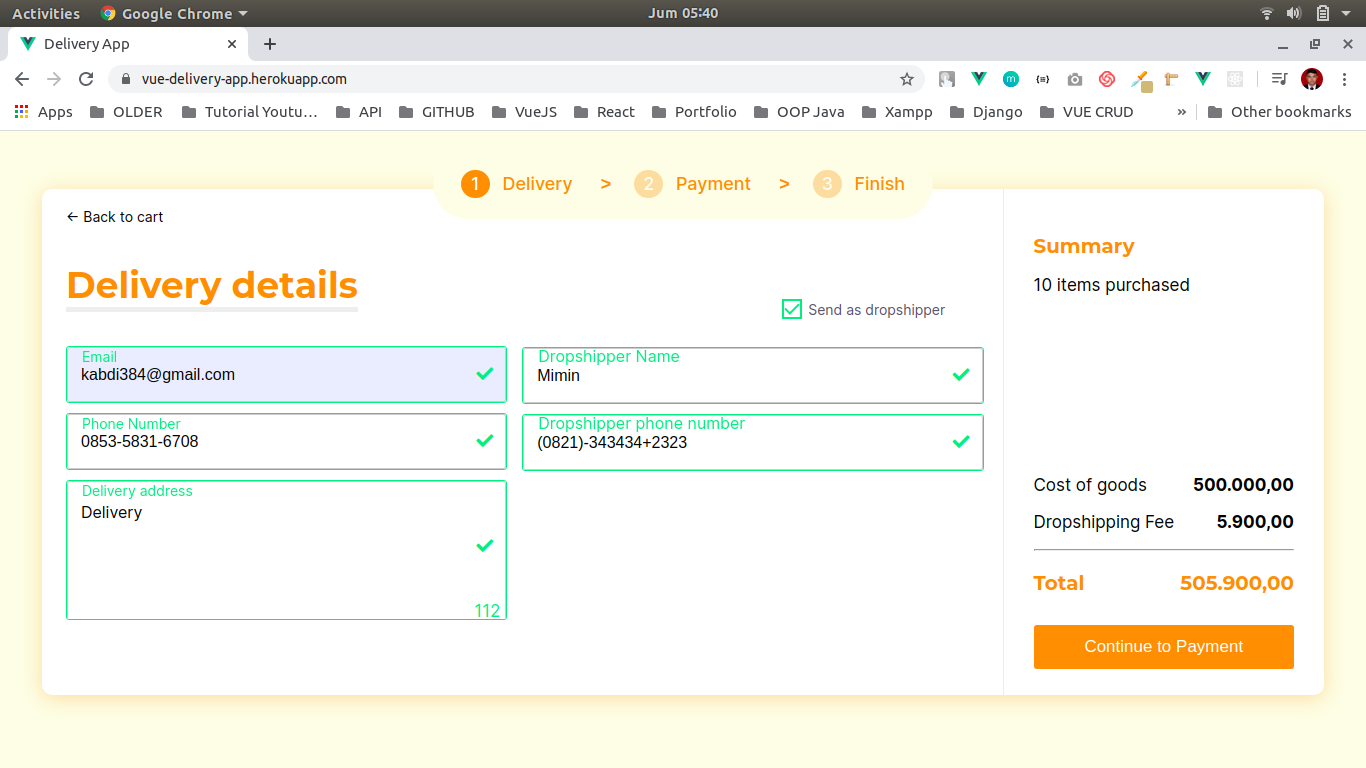 Activities Google Chrome Jum 05:40
Delivery App
vue-delivery-app.herokuapp.com
Apps OLDER Tutorial Youtu... API GITHUB VueJS React Portfolio OOP Java Xampp Django VUE CRUD » Other bookmarks
1 Delivery > 2 Payment > 3 Finish
← Back to cart
Delivery details
Send as dropshipper
Email
kabdi384@gmail.com
Dropshipper Name
Mimin
Phone Number
0853-5831-6708
Dropshipper phone number
(0821)-343434+2323
Delivery address
Delivery
112
Summary
10 items purchased
Cost of goods 500.000,00
Dropshipping Fee 5.900,00
Total 505.900,00
Continue to Payment